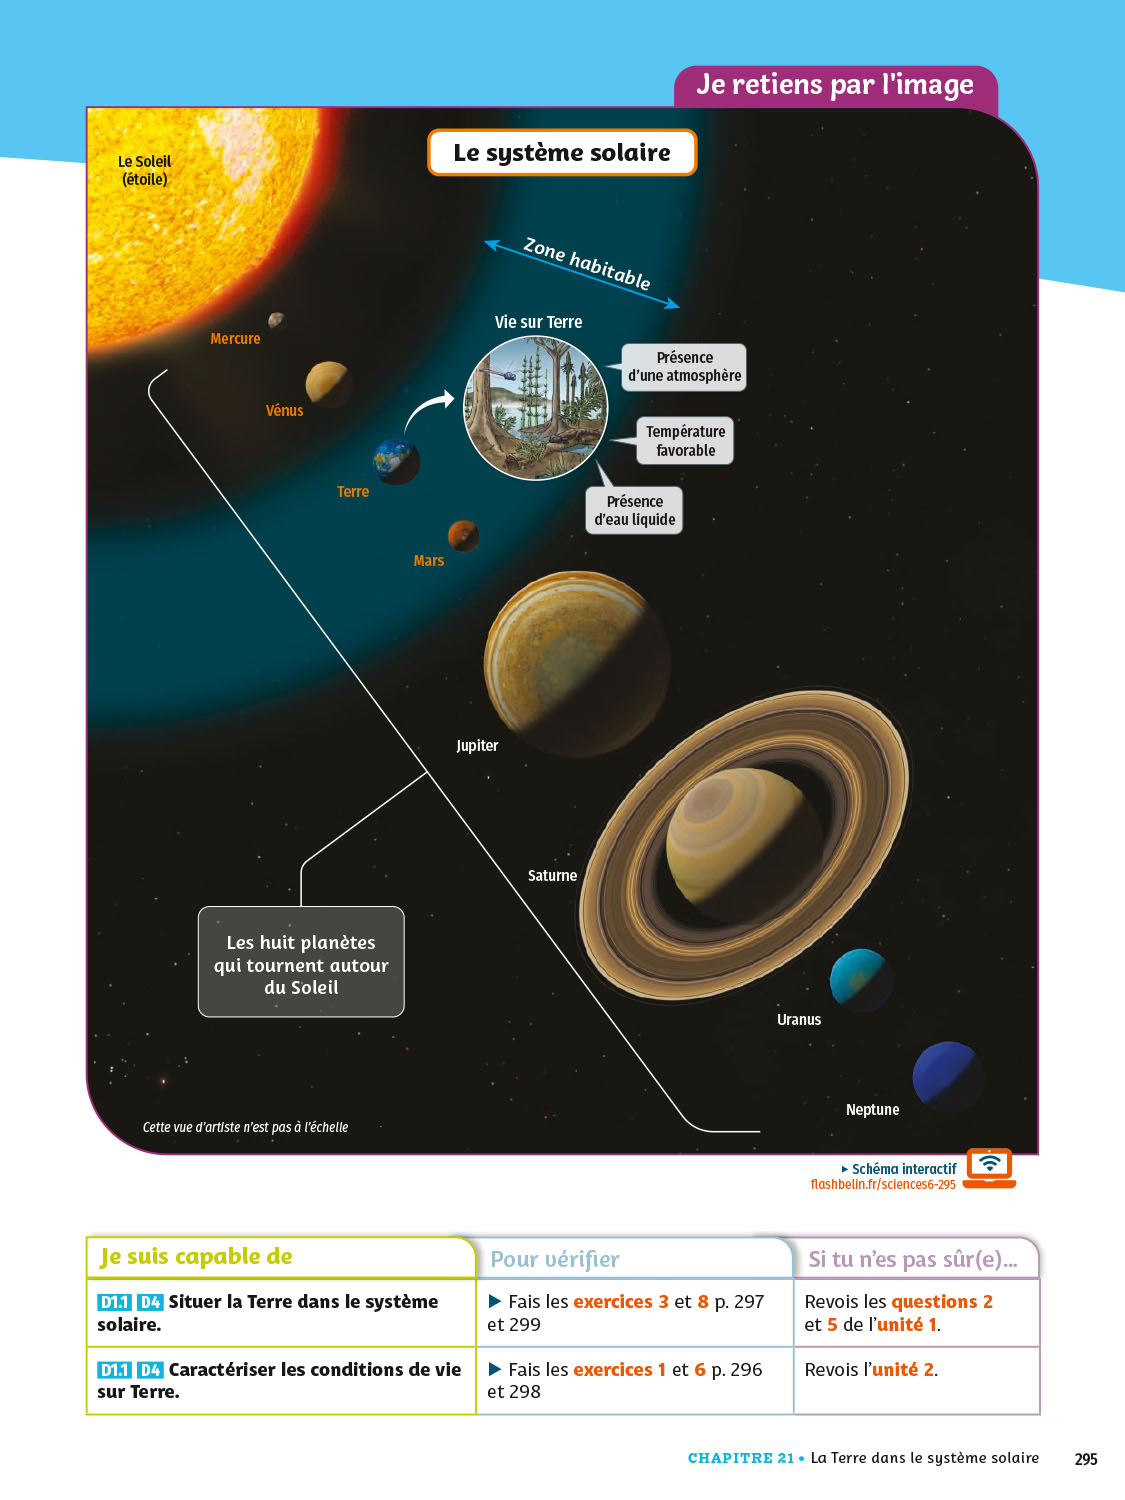 Je retiens par l'image
Le système solaire
Le Soleil
(étoile)
Zone habitable
Vie sur Terre
Mercure
Présence
d'une atmosphère
Vénus
Température
favorable
Terre
Présence
d'eau liquide
Mars
Jupiter
Saturne
Les huit planètes
qui tournent autour
du Soleil
Uranus
Neptune
Cette vue d'artiste n'est pas à l'échelle
▸ Schéma interactif
flashbelin.fr/sciences6-295
Je suis capable de
Pour vérifier
Si tu n'es pas sûr(e)...
D1.1 D4 Situer la Terre dans le système
solaire.
▶ Fais les exercices 3 et 8 p. 297
et 299
Revois les questions 2
et 5 de l'unité 1.
D1.1 D4 Caractériser les conditions de vie
sur Terre.
▶ Fais les exercices 1 et 6 p. 296
et 298
Revois l'unité 2.
CHAPITRE 21 • La Terre dans le système solaire 295